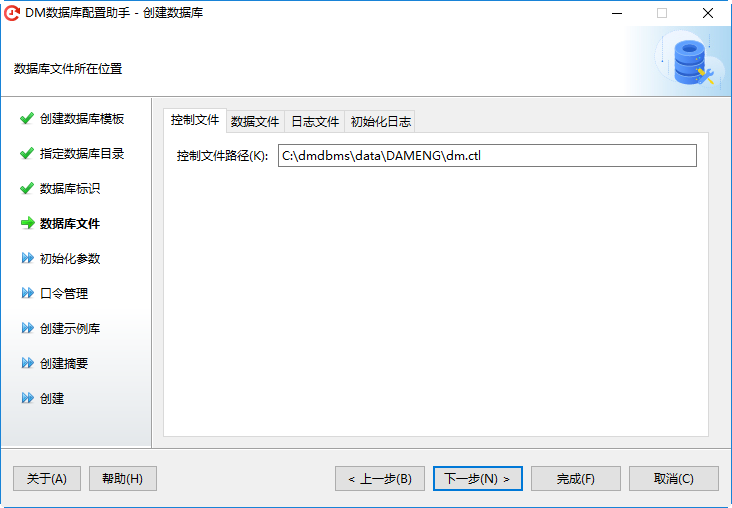 DM数据库配置助手 - 创建数据库
数据库文件所在位置
创建数据库模板
指定数据库目录
数据库标识
数据库文件
初始化参数
口令管理
创建示例库
创建摘要
创建
控制文件 数据文件 日志文件 初始化日志
控制文件路径(K): C:\dmdbms\data\DAMENG\dm.ctl
关于(A) 帮助(H) < 上一步(B) 下一步(N) > 完成(F) 取消(C)